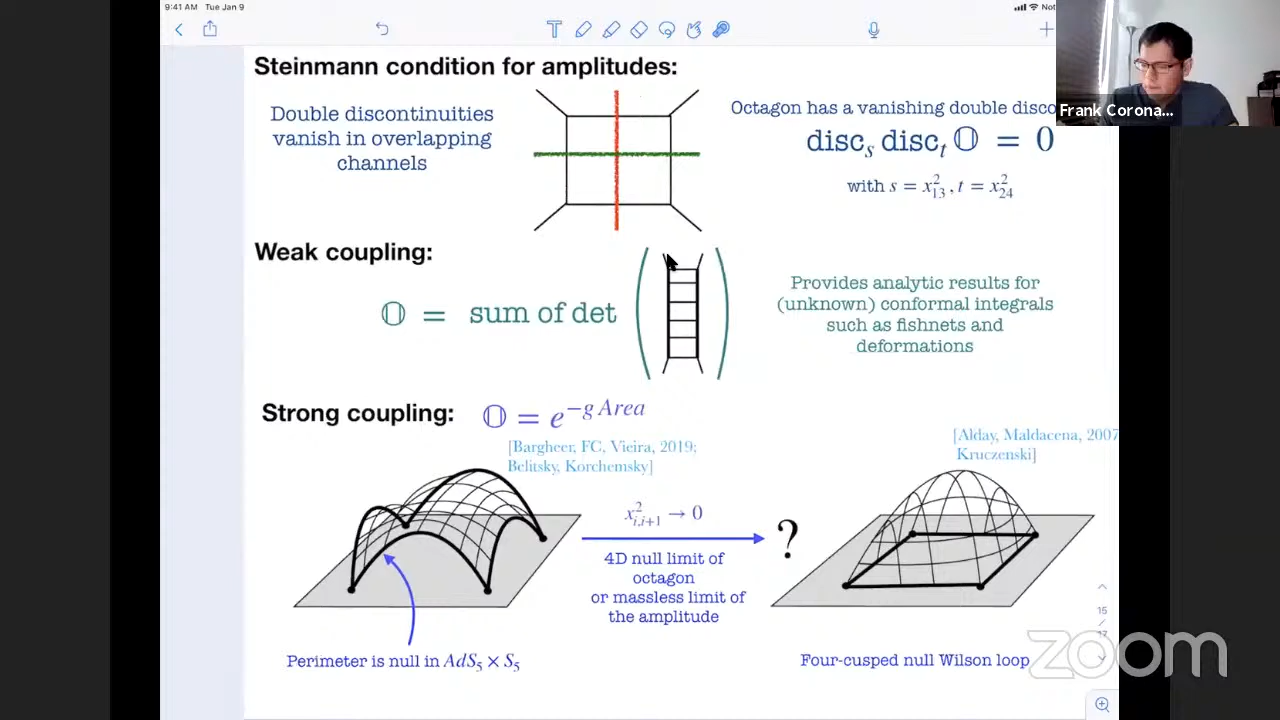 9:41 AM Tue Jan 9
Steinmann condition for amplitudes:
Double discontinuities
vanish in overlapping
channels
Octagon has a vanishing double disco
Frank Corona...
disc_s disc_t 𝕆 = 0
with s = x_{13}^2, t = x_{24}^2
Weak coupling:
𝕆 = sum of det
Provides analytic results for
(unknown) conformal integrals
such as fishnets and
deformations
Strong coupling:
𝕆 = e^{-g Area}
[Bargheer, FC, Vieira, 2019;
Belitsky, Korchemsky]
[Alday, Maldacena, 2007
Kruczenski]
x_{i,i+1}^2 → 0
?
4D null limit of
octagon
or massless limit of
the amplitude
Perimeter is null in AdS_5 × S_5
Four-cusped null Wilson loop
15
/
17
zoom